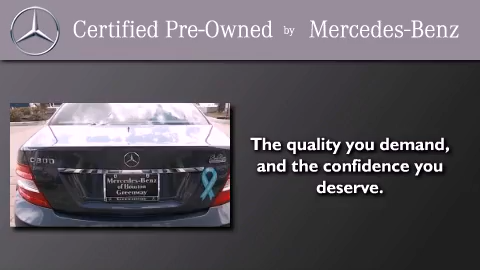 Certified Pre-Owned by Mercedes-Benz
The quality you demand,
and the confidence you
deserve.
C300
Mercedes-Benz
of Houston
Greenway